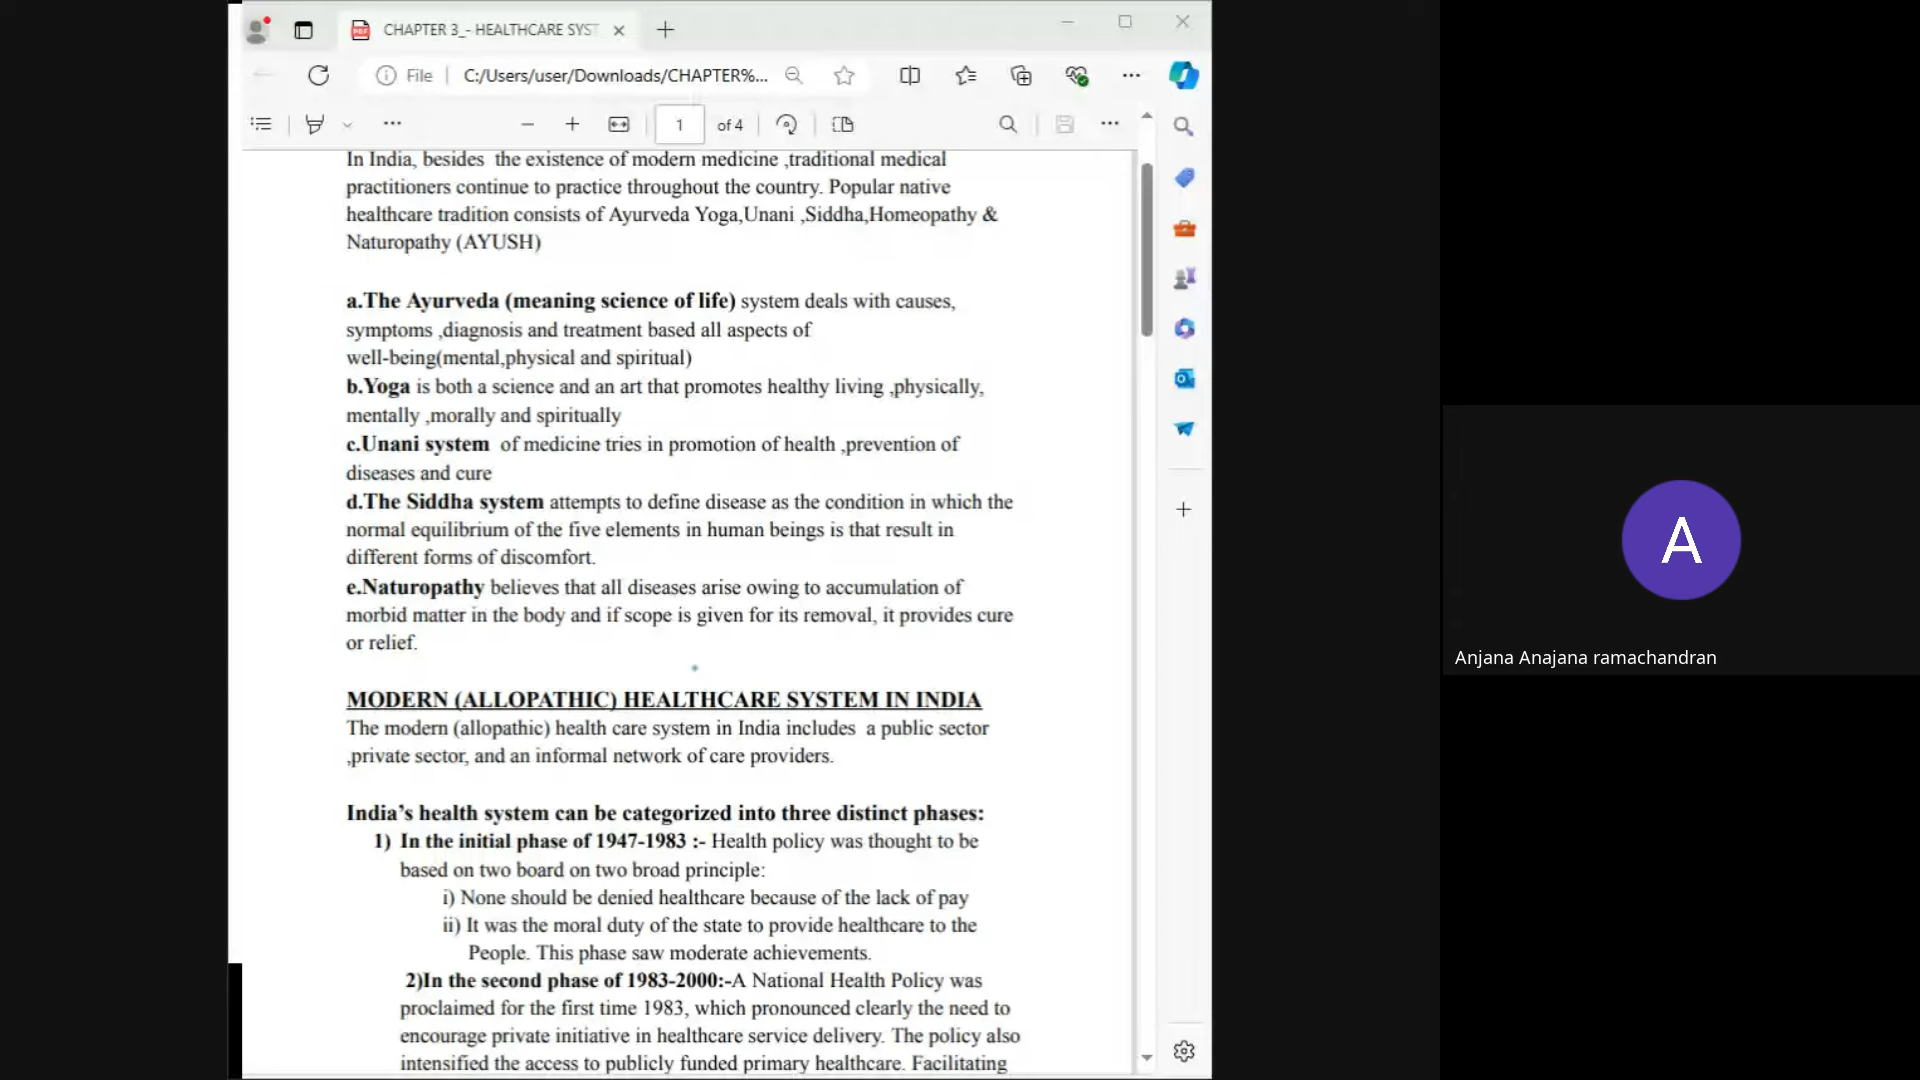 CHAPTER 3_- HEALTHCARE SYST
File
C:/Users/user/Downloads/CHAPTER%...
1
of 4
In India, besides the existence of modern medicine ,traditional medical
practitioners continue to practice throughout the country. Popular native
healthcare tradition consists of Ayurveda Yoga,Unani ,Siddha,Homeopathy &
Naturopathy (AYUSH)
a.The Ayurveda (meaning science of life) system deals with causes,
symptoms ,diagnosis and treatment based all aspects of
well-being(mental,physical and spiritual)
b.Yoga is both a science and an art that promotes healthy living ,physically,
mentally ,morally and spiritually
c.Unani system of medicine tries in promotion of health ,prevention of
diseases and cure
d.The Siddha system attempts to define disease as the condition in which the
normal equilibrium of the five elements in human beings is that result in
different forms of discomfort.
e.Naturopathy believes that all diseases arise owing to accumulation of
morbid matter in the body and if scope is given for its removal, it provides cure
or relief.
MODERN (ALLOPATHIC) HEALTHCARE SYSTEM IN INDIA
The modern (allopathic) health care system in India includes a public sector
,private sector, and an informal network of care providers.
India's health system can be categorized into three distinct phases:
1) In the initial phase of 1947-1983 :- Health policy was thought to be
based on two board on two broad principle:
i) None should be denied healthcare because of the lack of pay
ii) It was the moral duty of the state to provide healthcare to the
People. This phase saw moderate achievements.
2)In the second phase of 1983-2000:-A National Health Policy was
proclaimed for the first time 1983, which pronounced clearly the need to
encourage private initiative in healthcare service delivery. The policy also
intensified the access to publicly funded primary healthcare. Facilitating
A
Anjana Anajana ramachandran